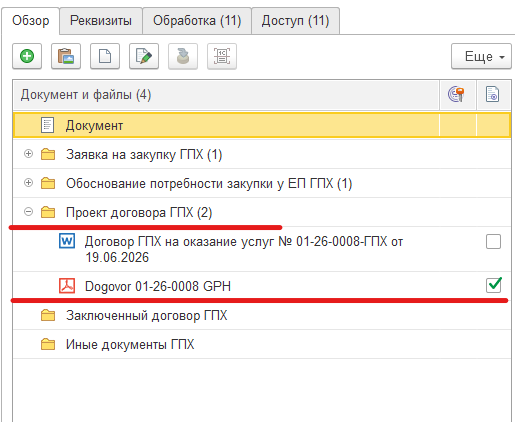 Обзор Реквизиты Обработка (11) Доступ (11)
Еще
Документ и файлы (4)
Документ
Заявка на закупку ГПХ (1)
Обоснование потребности закупки у ЕП ГПХ (1)
Проект договора ГПХ (2)
Договор ГПХ на оказание услуг № 01-26-0008-ГПХ от
19.06.2026
Dogovor 01-26-0008 GPH
Заключенный договор ГПХ
Иные документы ГПХ